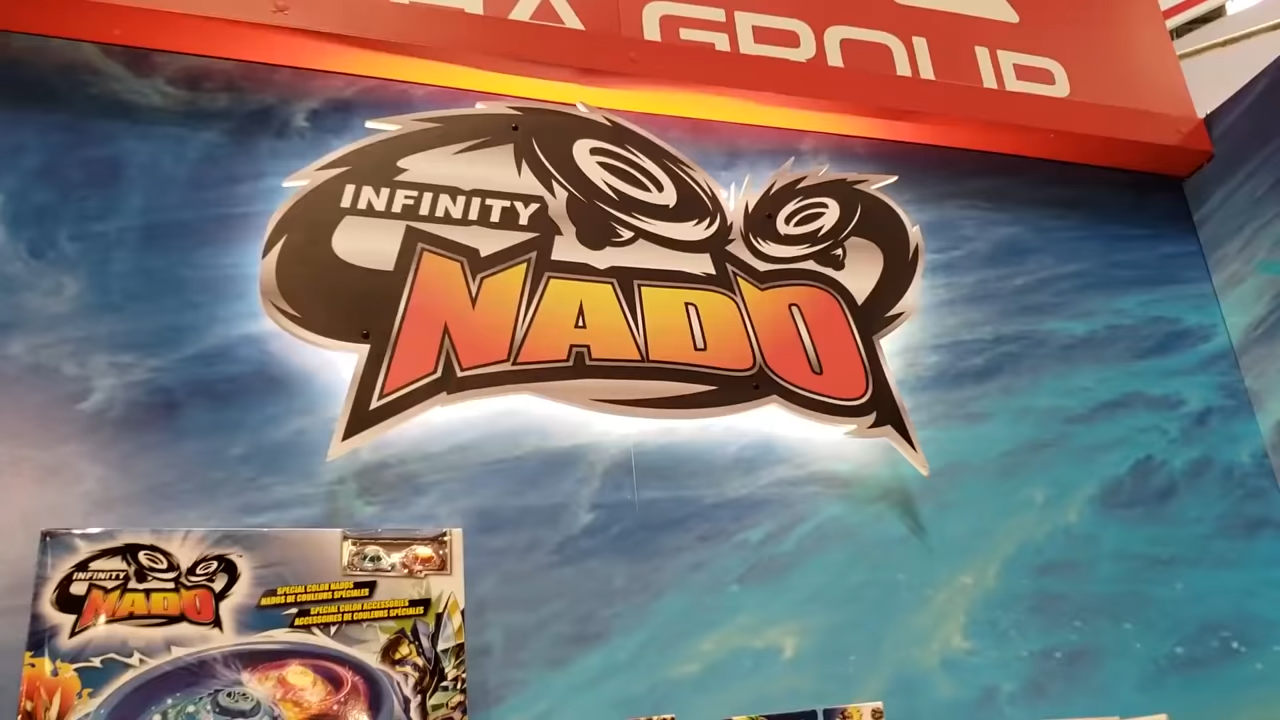 GROUP
INFINITY
NADO
INFINITY
NADO
SPECIAL COLOR NADOS
NADOS DE COULEURS SPÉCIALES
SPECIAL COLOR ACCESSORIES
ACCESSOIRES DE COULEURS SPÉCIALES